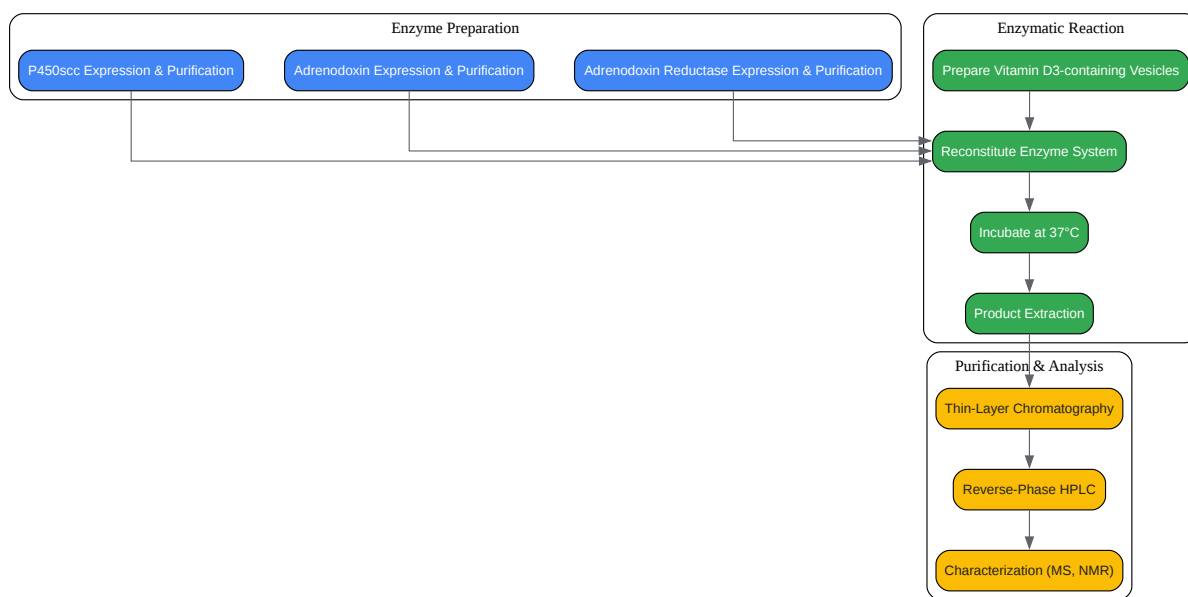 Enzyme Preparation
P450scc Expression & Purification
Adrenodoxin Expression & Purification
Adrenodoxin Reductase Expression & Purification
Enzymatic Reaction
Prepare Vitamin D3-containing Vesicles
Reconstitute Enzyme System
Incubate at 37°C
Product Extraction
Purification & Analysis
Thin-Layer Chromatography
Reverse-Phase HPLC
Characterization (MS, NMR)